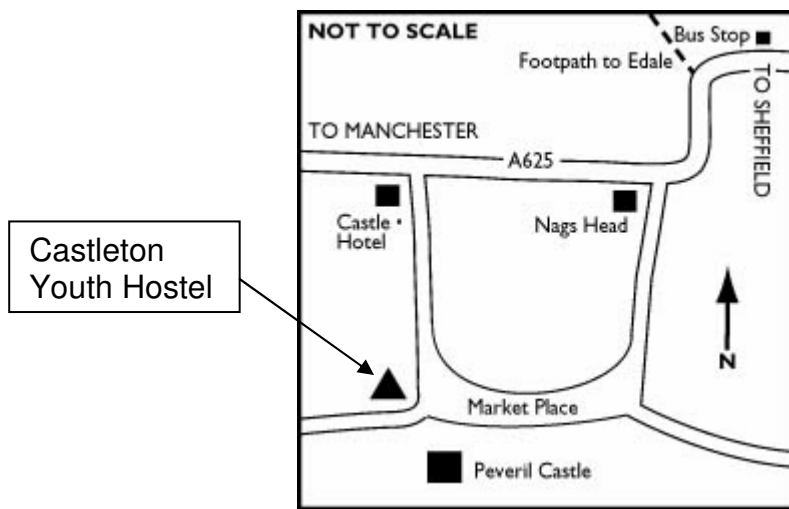 NOT TO SCALE
Bus Stop
Footpath to Edale
TO SHEFFIELD
TO MANCHESTER
A625
Castle
Hotel
Nags Head
Castleton
Youth Hostel
N
Market Place
Peveril Castle